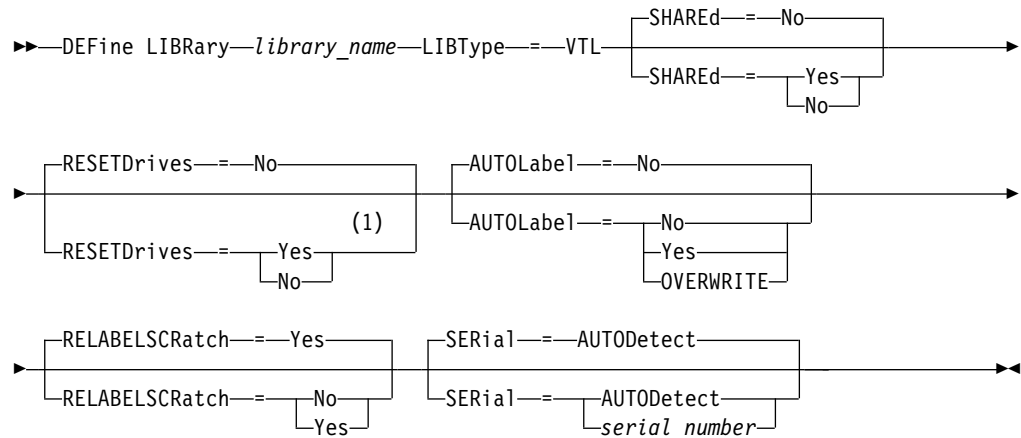 SHAREd = No
DEFine LIBRary library_name LIBType = VTL
SHAREd = Yes
No
RESETDrives = No AUTOLabel = No
(1)
RESETDrives = Yes AUTOLabel = No
No Yes
OVERWRITE
RELABELSCRatch = Yes SERial = AUTODetect
RELABELSCRatch = No SERial = AUTODetect
Yes serial number